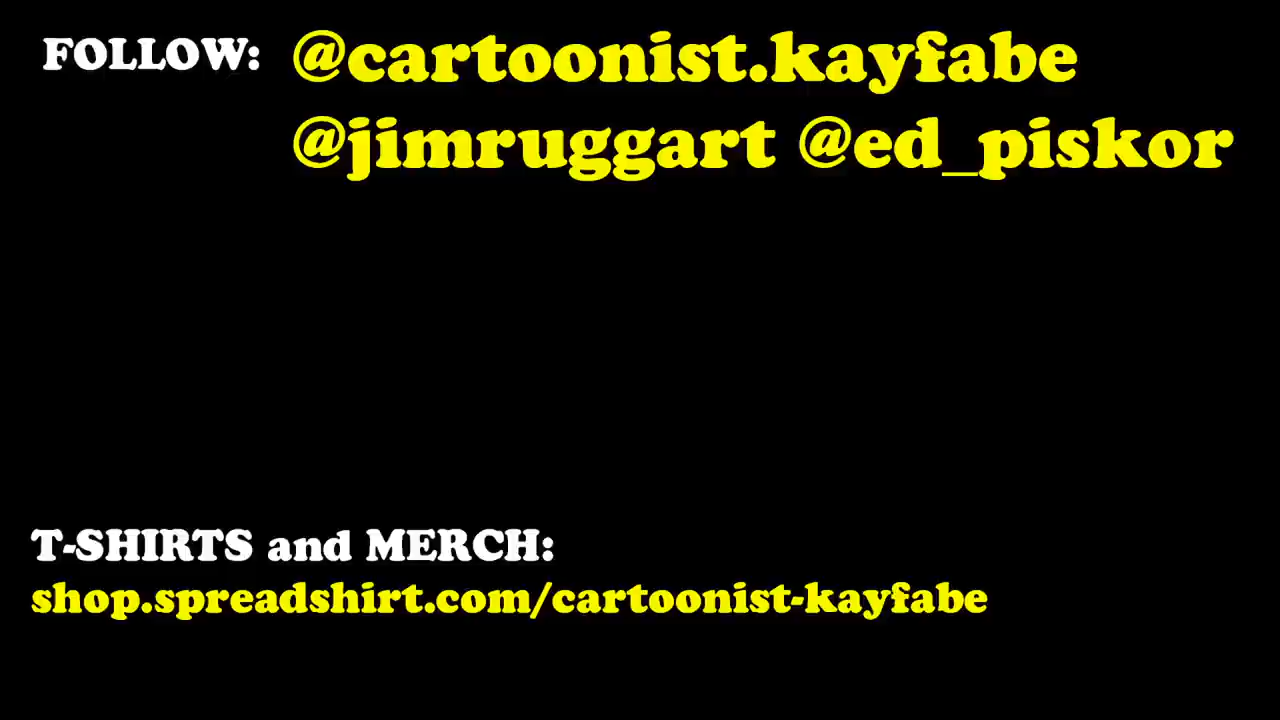 FOLLOW: @cartoonist.kayfabe
@jimruggart @ed_piskor
T-SHIRTS and MERCH:
shop.spreadshirt.com/cartoonist-kayfabe